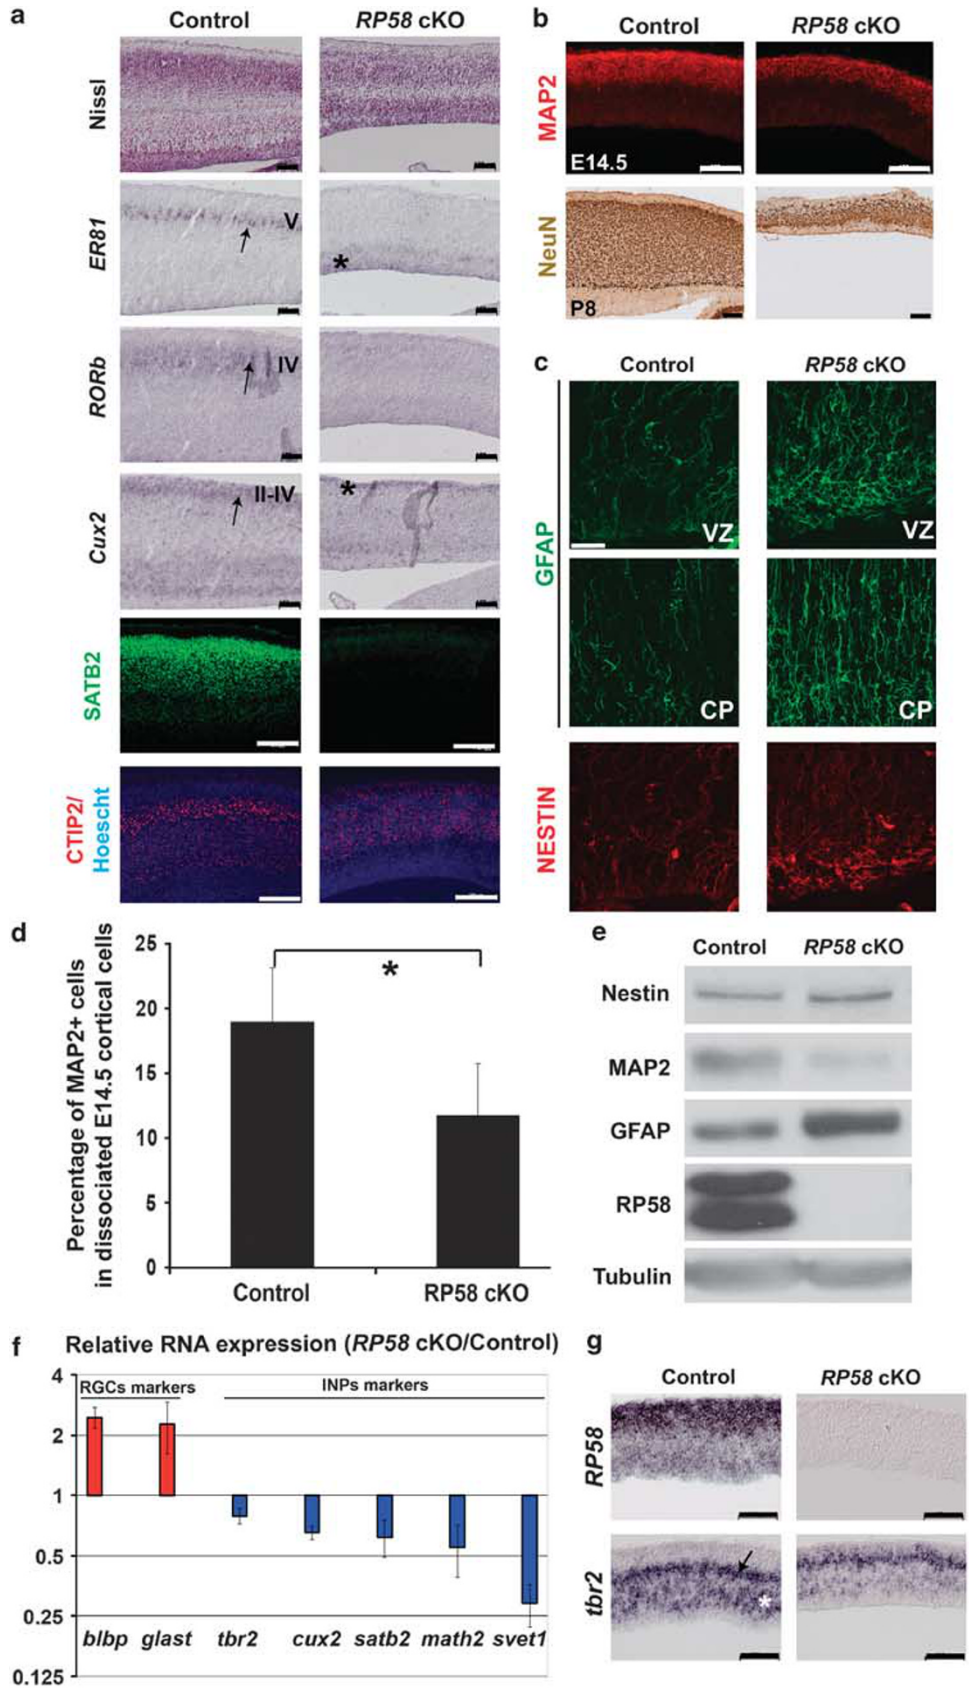 a
Control
RP58 cKO
Nissl
ER81
V
*
RORb
IV
Cux2
II-IV
*
SATB2
CTIP2/
Hoescht
b
Control
RP58 cKO
MAP2
E14.5
NeuN
P8
c
Control
RP58 cKO
GFAP
VZ
VZ
CP
CP
NESTIN
d
Percentage of MAP2+ cells
in dissociated E14.5 cortical cells
25
20
15
10
5
0
*
Control
RP58 cKO
e
Control
RP58 cKO
Nestin
MAP2
GFAP
RP58
Tubulin
f
Relative RNA expression (RP58 cKO/Control)
RGCs markers
INPs markers
4
2
1
0.5
0.25
0.125
blbp glast tbr2 cux2 satb2 math2 svet1
g
Control
RP58 cKO
RP58
tbr2
*